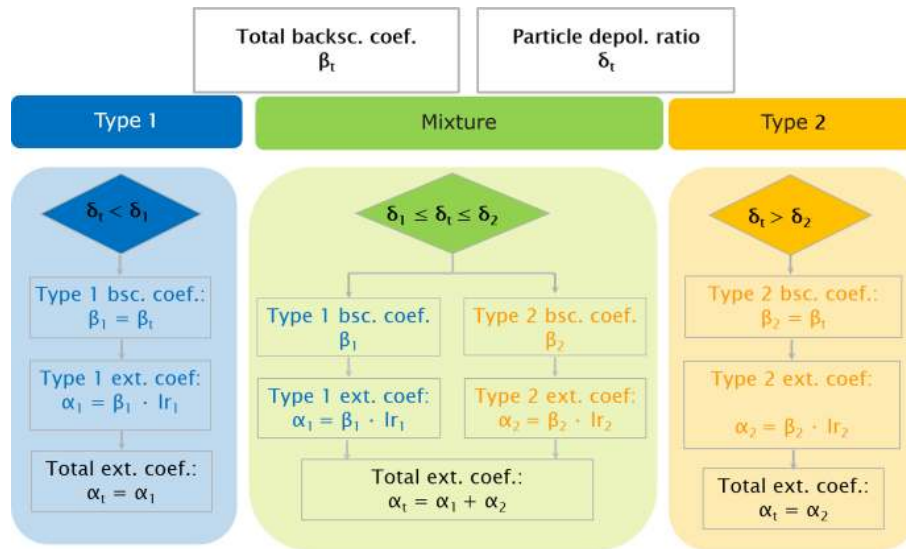 Total backsc. coef.
βt
Particle depol. ratio
δt
Type 1
Mixture
Type 2
δt < δ1
Type 1 bsc. coef.:
β1 = βt
Type 1 ext. coef:
α1 = β1 · lr1
Total ext. coef.:
αt = α1
δ1 ≤ δt ≤ δ2
Type 1 bsc. coef.
β1
Type 2 bsc. coef.
β2
Type 1 ext. coef:
α1 = β1 · lr1
Type 2 ext. coef:
α2 = β2 · lr2
Total ext. coef.:
αt = α1 + α2
δt > δ2
Type 2 bsc. coef.:
β2 = βt
Type 2 ext. coef:
α2 = β2 · lr2
Total ext. coef.:
αt = α2